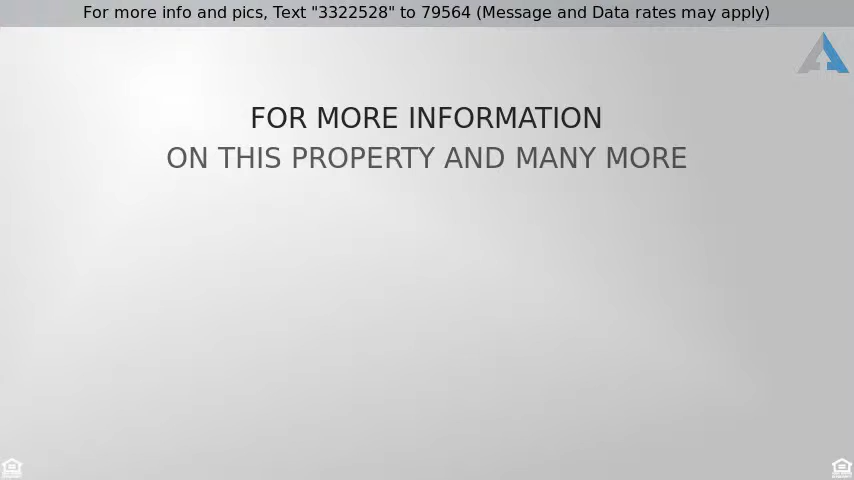 For more info and pics, Text "3322528" to 79564 (Message and Data rates may apply)
FOR MORE INFORMATION
ON THIS PROPERTY AND MANY MORE